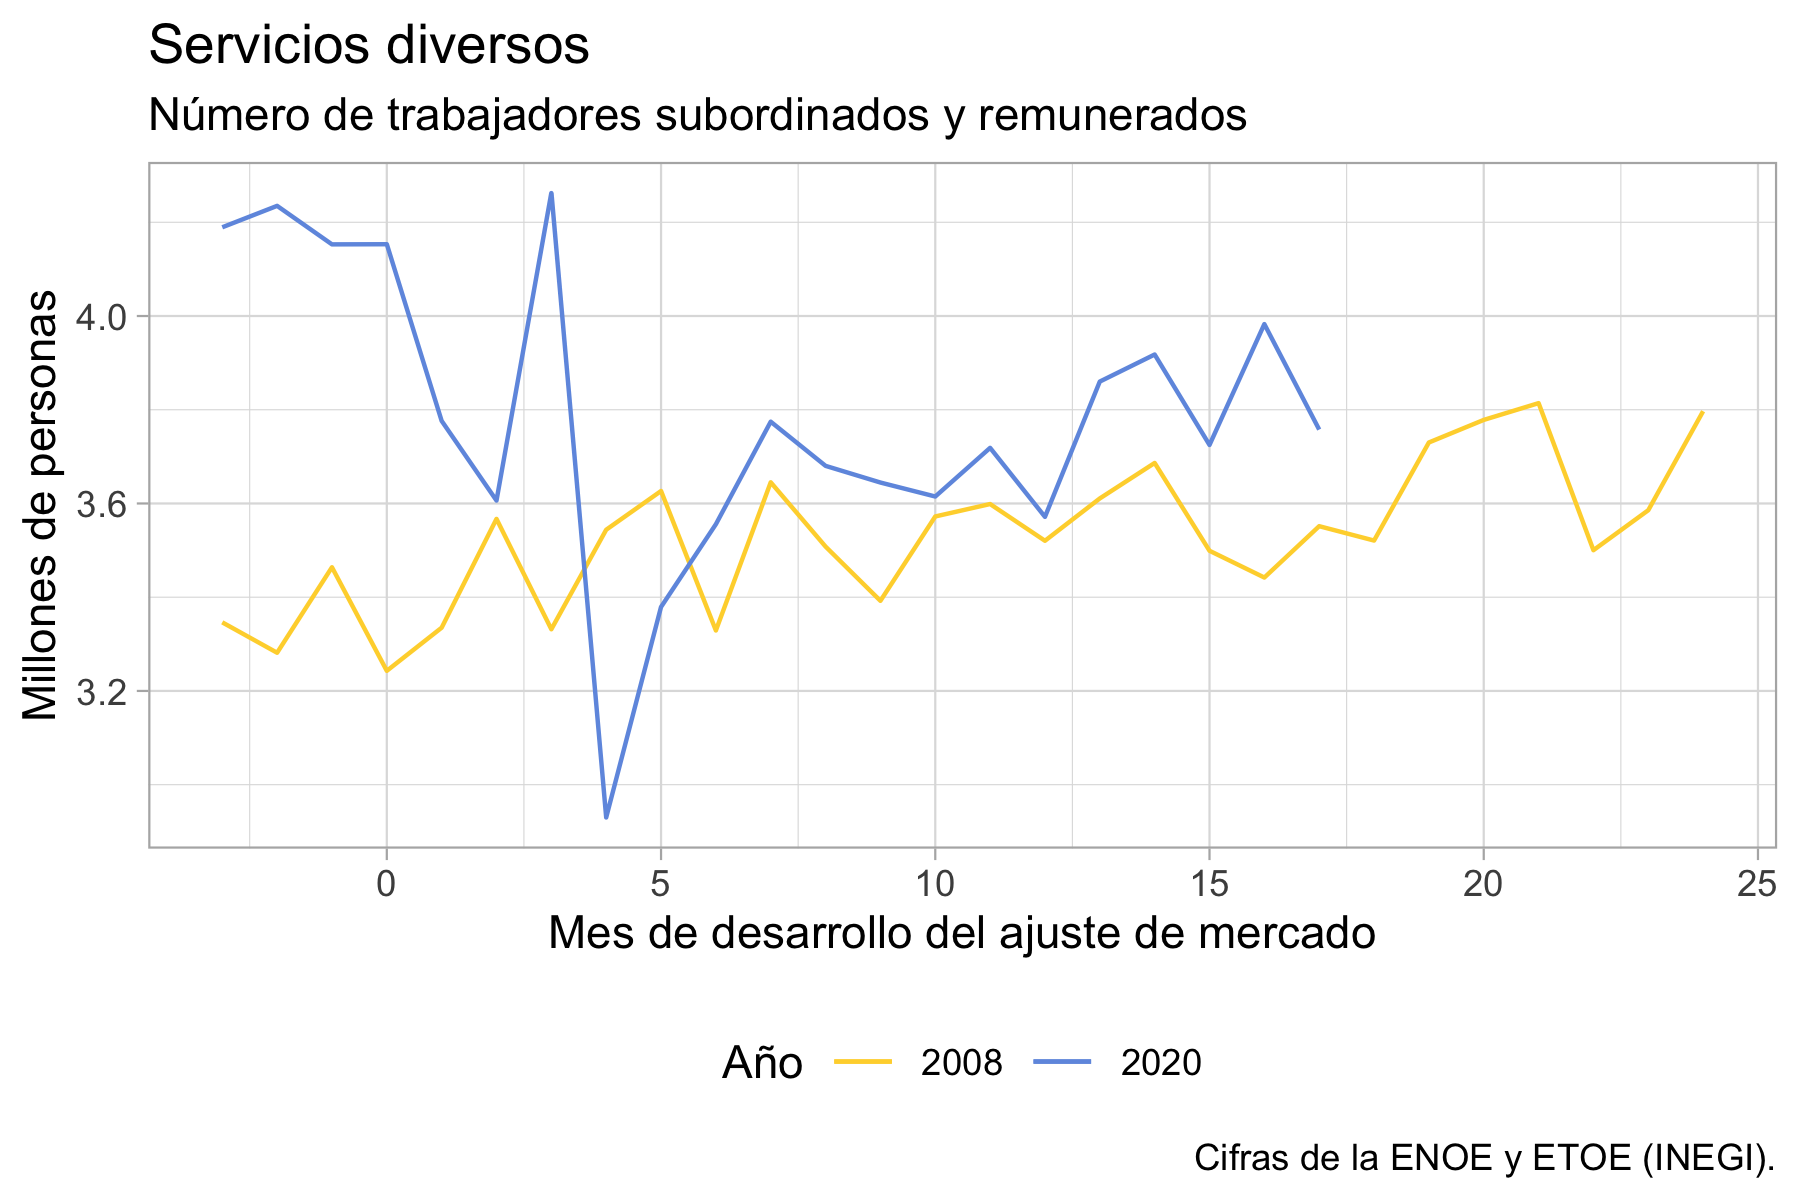 Servicios diversos
Número de trabajadores subordinados y remunerados
Millones de personas
4.0
3.6
3.2
0 5 10 15 20 25
Mes de desarrollo del ajuste de mercado
Año 2008 2020
Cifras de la ENOE y ETOE (INEGI).